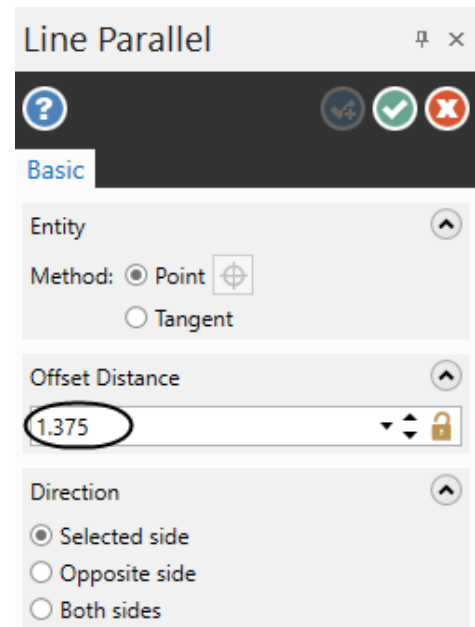 Line Parallel
Basic
Entity
Method: Point
Tangent
Offset Distance
1.375
Direction
Selected side
Opposite side
Both sides